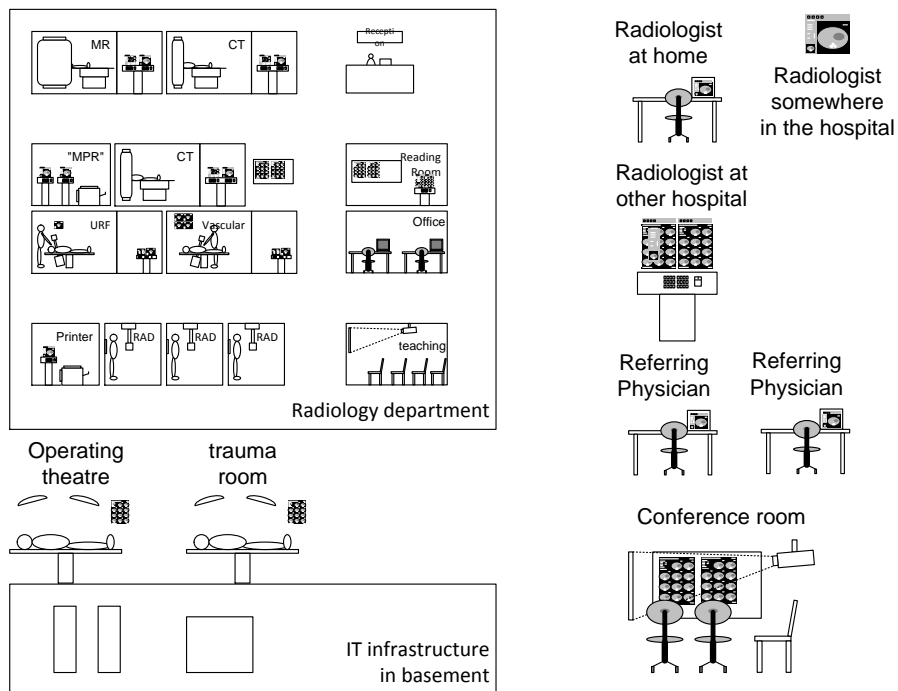 MR
CT
Recepti
on
"MPR"
CT
Reading
Room
URF
Vascular
Office
Printer
RAD
RAD
RAD
teaching
Radiology department
Operating
theatre
trauma
room
IT infrastructure
in basement
Radiologist
at home
Radiologist
somewhere
in the hospital
Radiologist at
other hospital
Referring
Physician
Referring
Physician
Conference room